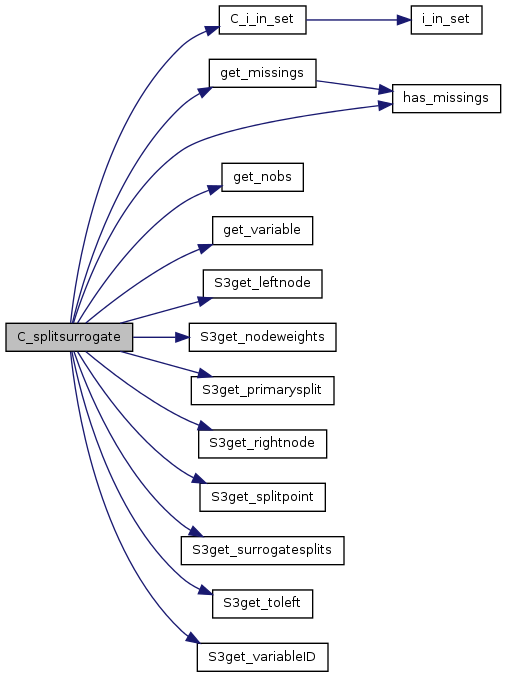 C_i_in_set
i_in_set
get_missings
has_missings
get_nobs
get_variable
S3get_leftnode
C_splitsurrogate
S3get_nodeweights
S3get_primarysplit
S3get_rightnode
S3get_splitpoint
S3get_surrogatesplits
S3get_toleft
S3get_variableID